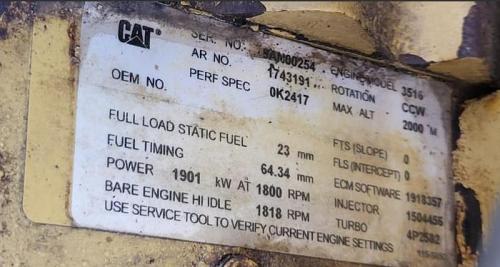 CAT
SER. NO. ENGINE MODEL 3516
AR NO. 1743191 ROTATION CCW
OEM NO. PERF SPEC 0K2417 MAX ALT 2000 M
FULL LOAD STATIC FUEL 23 mm FTS (SLOPE) 0
FUEL TIMING 64.34 mm FLS (INTERCEPT) 0
POWER 1901 kW AT 1800 RPM ECM SOFTWARE 1918357
BARE ENGINE HI IDLE 1818 RPM INJECTOR 1504455
USE SERVICE TOOL TO VERIFY CURRENT ENGINE SETTINGS TURBO 4P2582